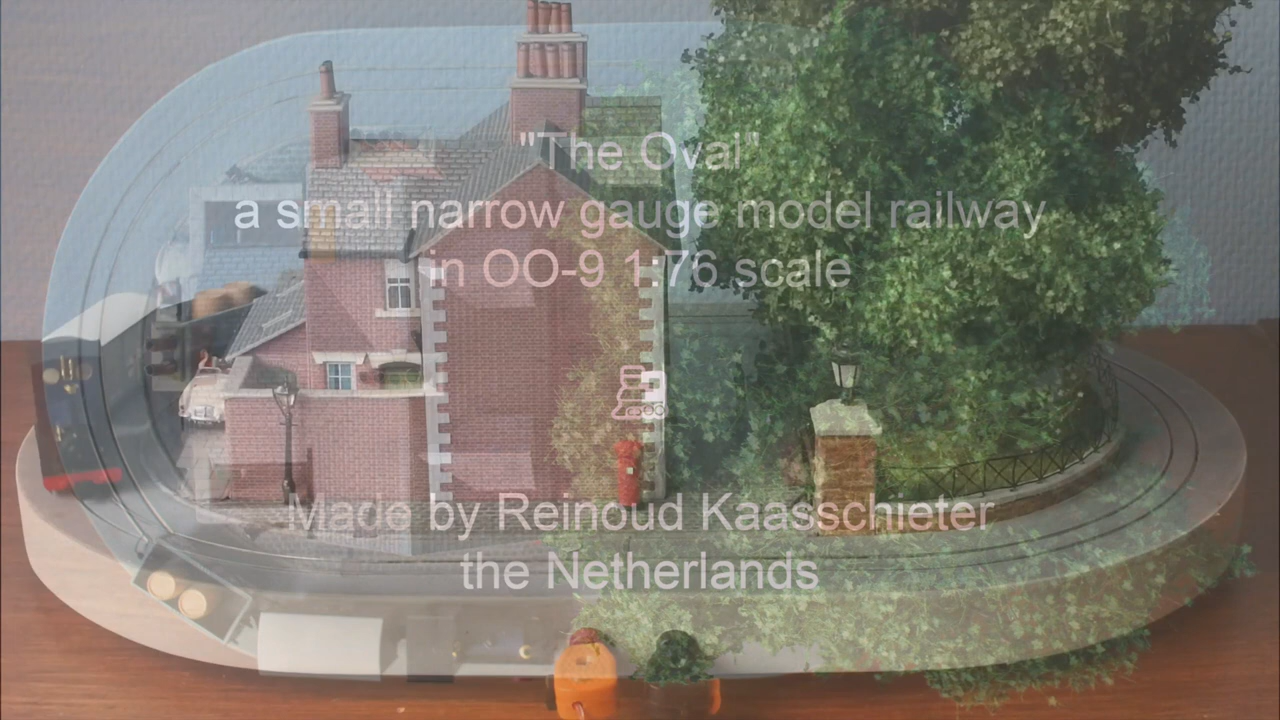 "The Oval"
a small narrow gauge model railway
in OO-9 1:76 scale
Made by Reinoud Kaasschieter
the Netherlands